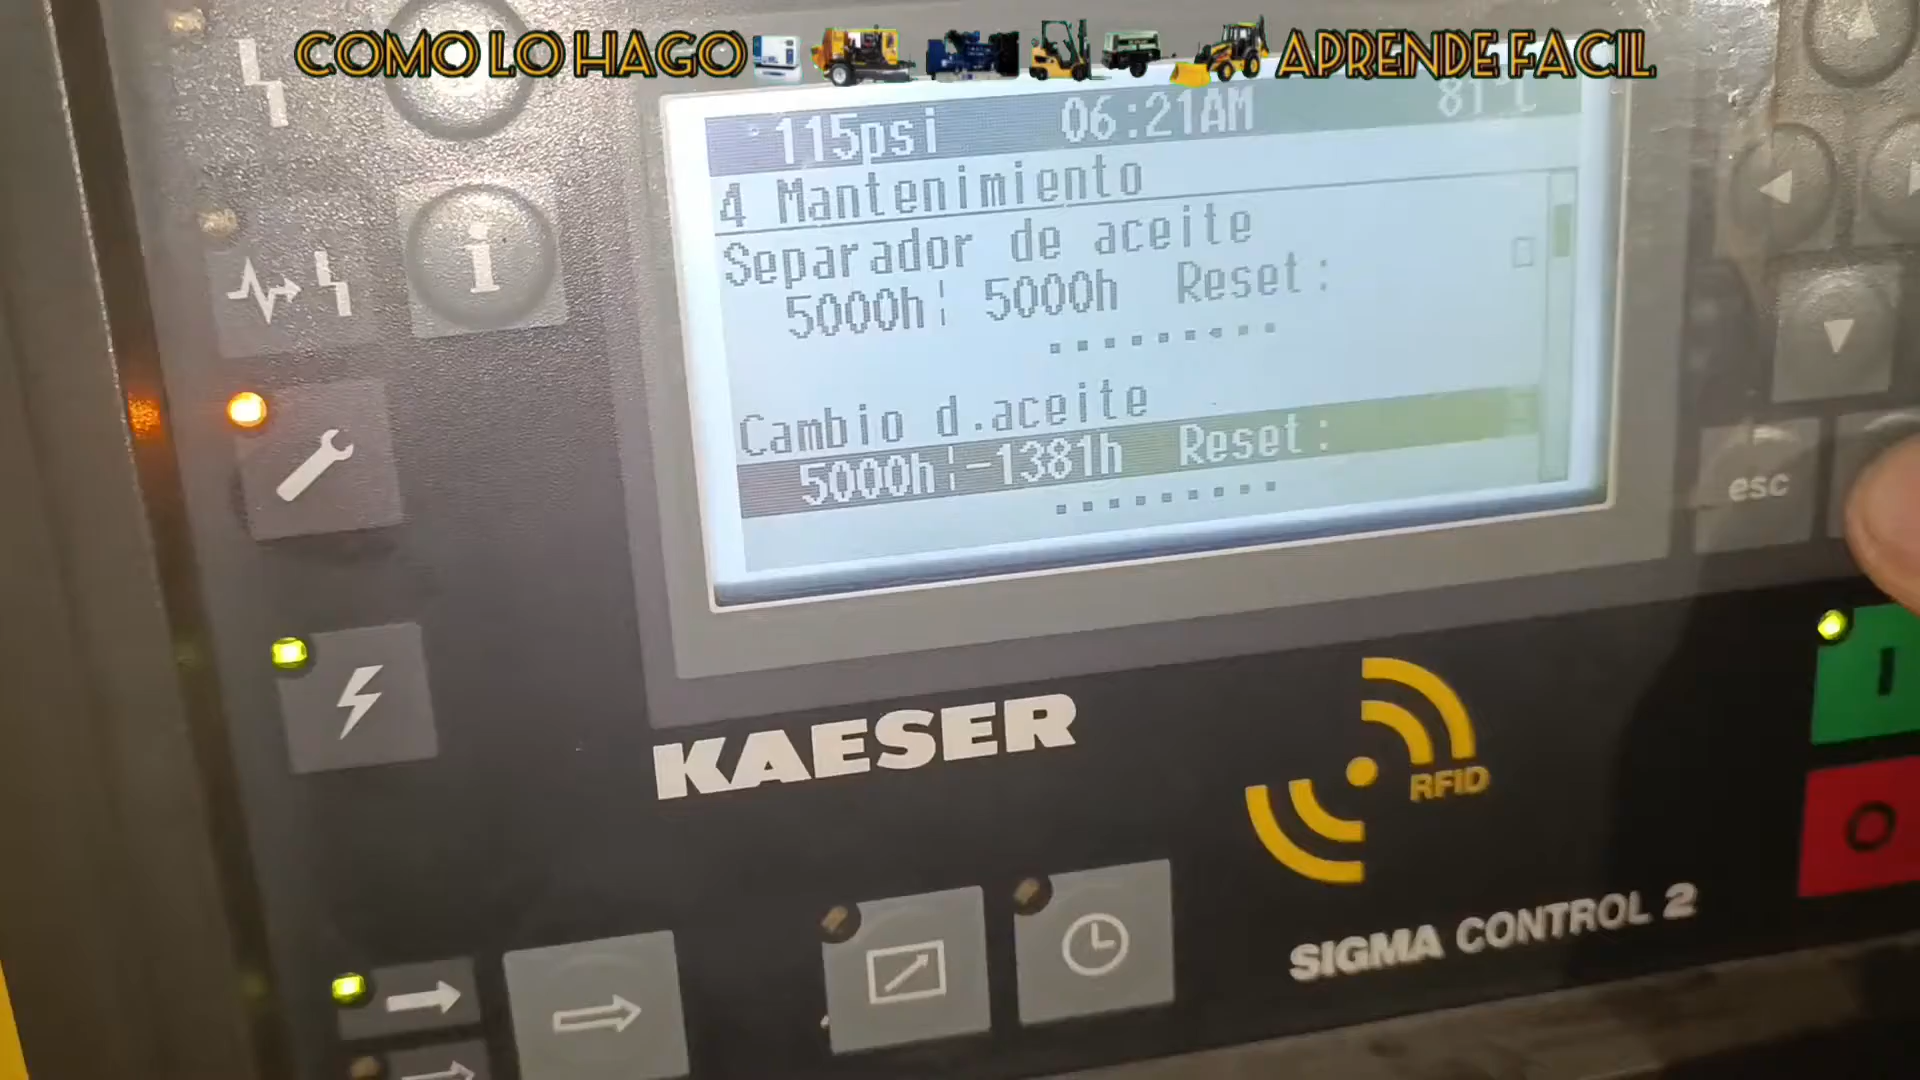 COMO LO HAGO APRENDE FACIL
115psi 06:21AM 81°C
4 Mantenimiento
Separador de aceite
5000h¦ 5000h Reset:
Cambio d.aceite
5000h¦-1381h Reset:
esc
i
I
KAESER
RFID
O
SIGMA CONTROL 2